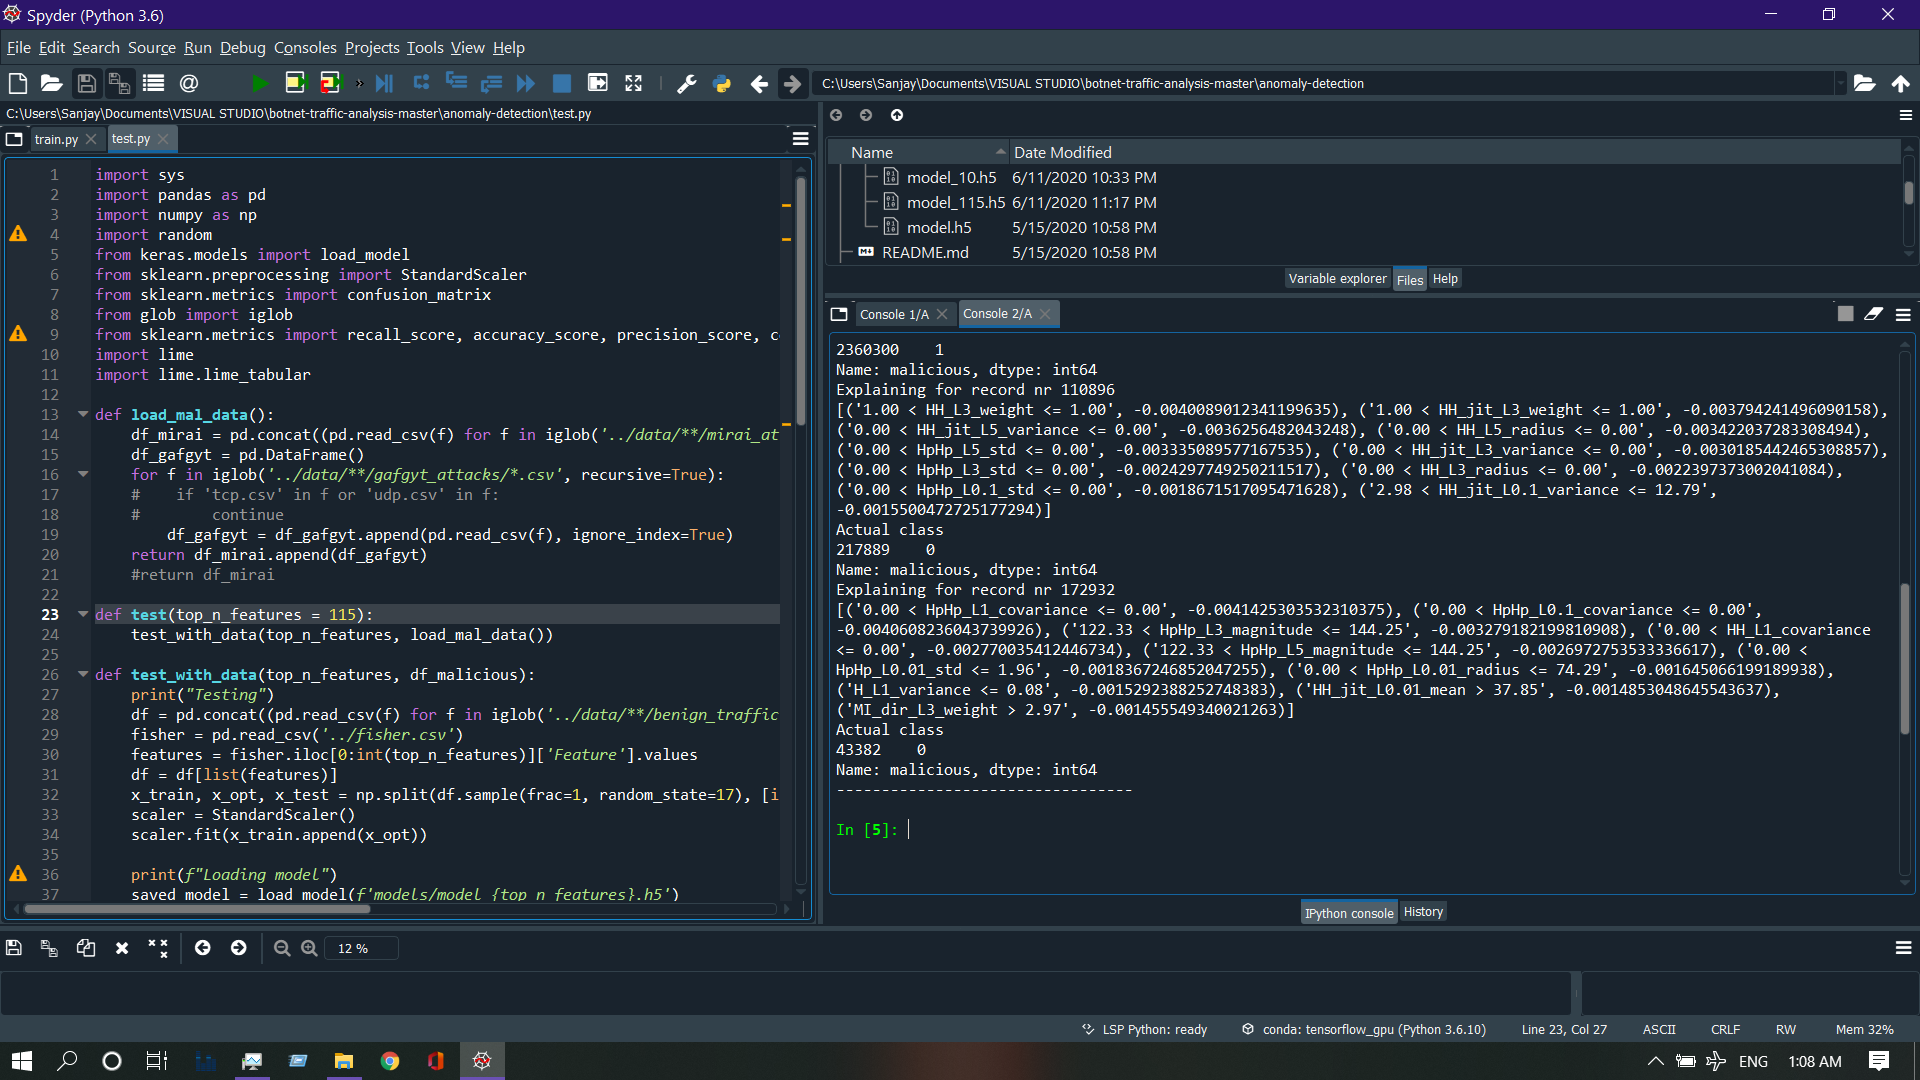 Spyder (Python 3.6)
File Edit Search Source Run Debug Consoles Projects Tools View Help
C:\Users\Sanjay\Documents\VISUAL STUDIO\botnet-traffic-analysis-master\anomaly-detection
C:\Users\Sanjay\Documents\VISUAL STUDIO\botnet-traffic-analysis-master\anomaly-detection\test.py
train.py test.py
1 import sys
2 import pandas as pd
3 import numpy as np
4 import random
5 from keras.models import load_model
6 from sklearn.preprocessing import StandardScaler
7 from sklearn.metrics import confusion_matrix
8 from glob import iglob
9 from sklearn.metrics import recall_score, accuracy_score, precision_score, c
10 import lime
11 import lime.lime_tabular
12
13 def load_mal_data():
14 df_mirai = pd.concat((pd.read_csv(f) for f in iglob('../data/**/mirai_at
15 df_gafgyt = pd.DataFrame()
16 for f in iglob('../data/**/gafgyt_attacks/*.csv', recursive=True):
17 # if 'tcp.csv' in f or 'udp.csv' in f:
18 # continue
19 df_gafgyt = df_gafgyt.append(pd.read_csv(f), ignore_index=True)
20 return df_mirai.append(df_gafgyt)
21 #return df_mirai
22
23 def test(top_n_features = 115):
24 test_with_data(top_n_features, load_mal_data())
25
26 def test_with_data(top_n_features, df_malicious):
27 print("Testing")
28 df = pd.concat((pd.read_csv(f) for f in iglob('../data/**/benign_traffic
29 fisher = pd.read_csv('../fisher.csv')
30 features = fisher.iloc[0:int(top_n_features)]['Feature'].values
31 df = df[list(features)]
32 x_train, x_opt, x_test = np.split(df.sample(frac=1, random_state=17), [i
33 scaler = StandardScaler()
34 scaler.fit(x_train.append(x_opt))
35
36 print(f"Loading model")
37 saved_model = load_model(f'models/model_{top_n_features}.h5')
Name Date Modified
model_10.h5 6/11/2020 10:33 PM
model_115.h5 6/11/2020 11:17 PM
model.h5 5/15/2020 10:58 PM
README.md 5/15/2020 10:58 PM
Variable explorer Files Help
Console 1/A Console 2/A
2360300 1
Name: malicious, dtype: int64
Explaining for record nr 110896
[('1.00 < HH_L3_weight <= 1.00', -0.0040089012341199635), ('1.00 < HH_jit_L3_weight <= 1.00', -0.003794241496090158),
('0.00 < HH_jit_L5_variance <= 0.00', -0.0036256482043248), ('0.00 < HH_L5_radius <= 0.00', -0.003422037283308494),
('0.00 < HpHp_L5_std <= 0.00', -0.003335089577167535), ('0.00 < HH_jit_L3_variance <= 0.00', -0.0030185442465308857),
('0.00 < HpHp_L3_std <= 0.00', -0.0024297749250211517), ('0.00 < HH_L3_radius <= 0.00', -0.0022397373002041084),
('0.00 < HpHp_L0.1_std <= 0.00', -0.0018671517095471628), ('2.98 < HH_jit_L0.1_variance <= 12.79',
-0.0015500472725177294)]
Actual class
217889 0
Name: malicious, dtype: int64
Explaining for record nr 172932
[('0.00 < HpHp_L1_covariance <= 0.00', -0.0041425303532310375), ('0.00 < HpHp_L0.1_covariance <= 0.00',
-0.0040608236043739926), ('122.33 < HpHp_L3_magnitude <= 144.25', -0.003279182199810908), ('0.00 < HH_L1_covariance
<= 0.00', -0.002770035412446734), ('122.33 < HpHp_L5_magnitude <= 144.25', -0.0026972753533336617), ('0.00 <
HpHp_L0.01_std <= 1.96', -0.0018367246852047255), ('0.00 < HpHp_L0.01_radius <= 74.29', -0.001645066199189938),
('H_L1_variance <= 0.08', -0.0015292388252748383), ('HH_jit_L0.01_mean > 37.85', -0.0014853048645543637),
('MI_dir_L3_weight > 2.97', -0.001455549340021263)]
Actual class
43382 0
Name: malicious, dtype: int64
---------------------------------
In [5]:
IPython console History
12 %
LSP Python: ready conda: tensorflow_gpu (Python 3.6.10) Line 23, Col 27 ASCII CRLF RW Mem 32%
ENG 1:08 AM